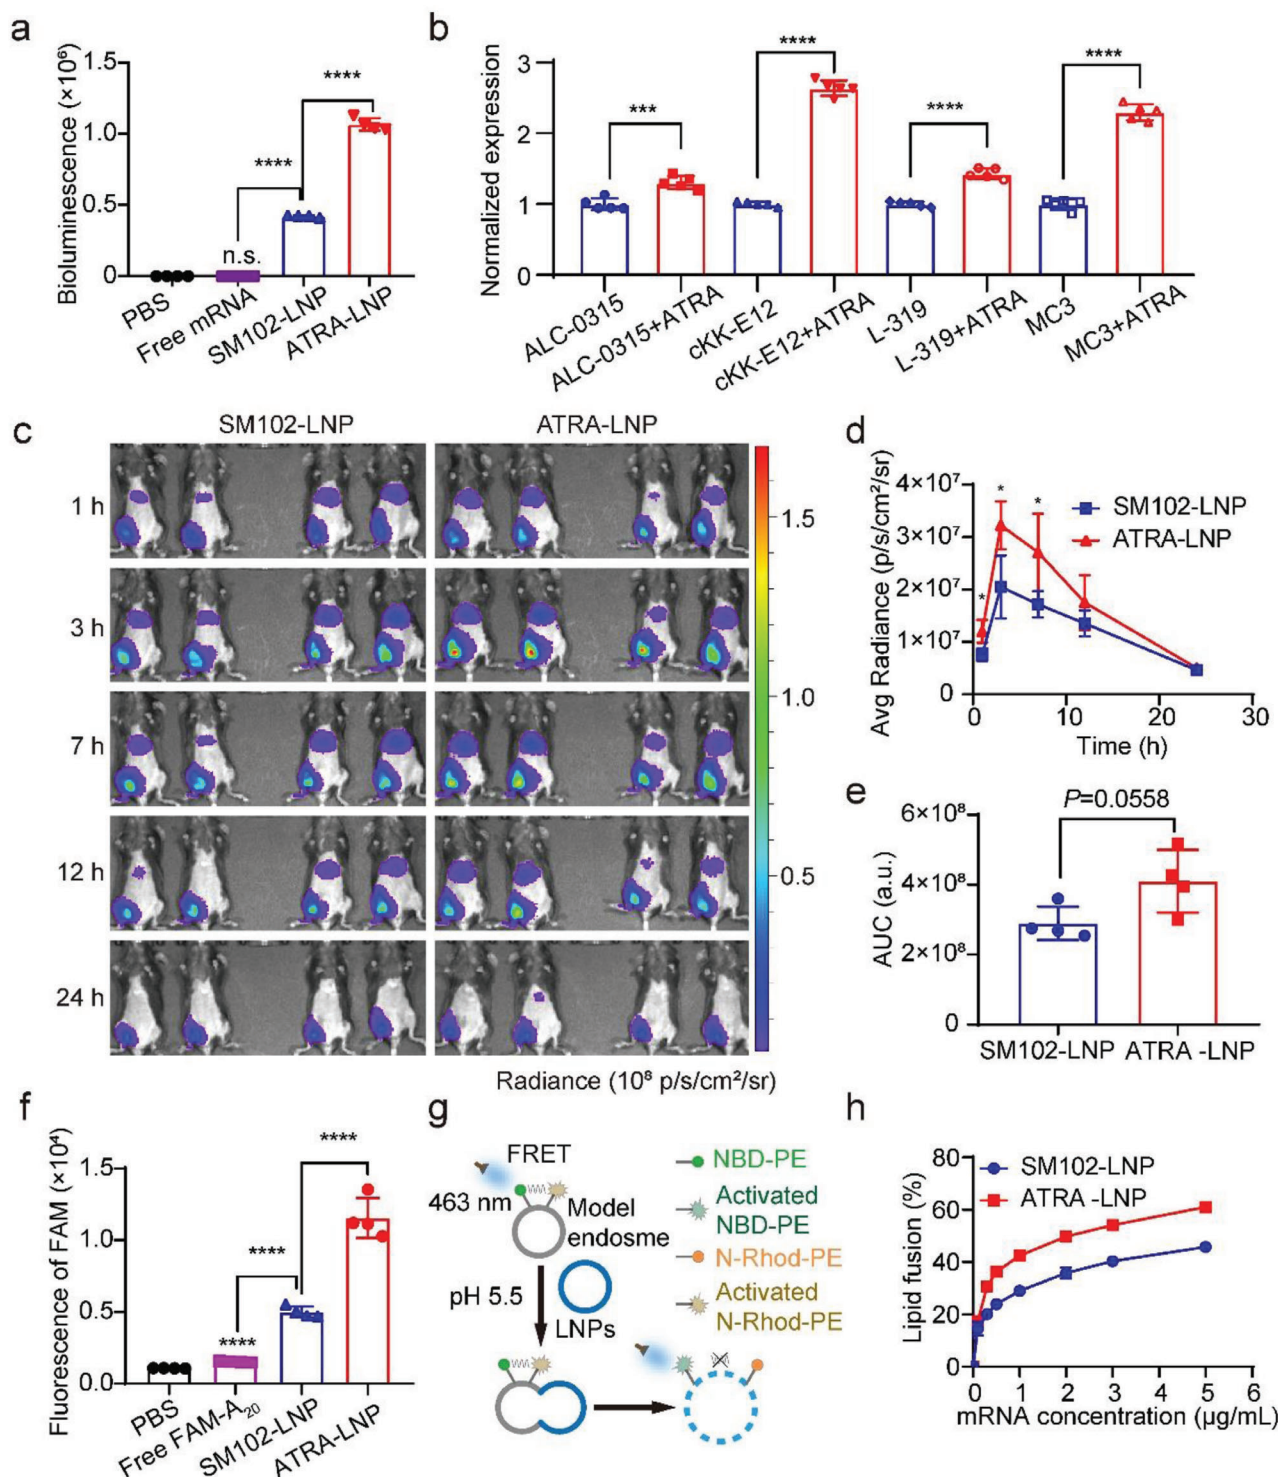 a
Bioluminescence (×10⁶)
1.5
1.0
0.5
0
n.s.
****
****
PBS
Free mRNA
SM102-LNP
ATRA-LNP
b
Normalized expression
3
2
1
0
***
****
****
****
ALC-0315
ALC-0315+ATRA
cKK-E12
cKK-E12+ATRA
L-319
L-319+ATRA
MC3
MC3+ATRA
c
SM102-LNP
ATRA-LNP
1 h
3 h
7 h
12 h
24 h
1.5
1.0
0.5
Radiance (10⁸ p/s/cm²/sr)
d
Avg Radiance (p/s/cm²/sr)
4×10⁷
3×10⁷
2×10⁷
1×10⁷
0
*
*
*
SM102-LNP
ATRA-LNP
0 10 20 30
Time (h)
e
P=0.0558
AUC (a.u.)
6×10⁸
4×10⁸
2×10⁸
0
SM102-LNP
ATRA -LNP
f
Fluorescence of FAM (×10⁴)
1.5
1.0
0.5
0.0
****
****
****
PBS
Free FAM-A₂₀
SM102-LNP
ATRA-LNP
g
FRET
463 nm
Model
endosme
pH 5.5
LNPs
NBD-PE
Activated
NBD-PE
N-Rhod-PE
Activated
N-Rhod-PE
h
Lipid fusion (%)
80
60
40
20
0
SM102-LNP
ATRA -LNP
0 1 2 3 4 5 6
mRNA concentration (µg/mL)